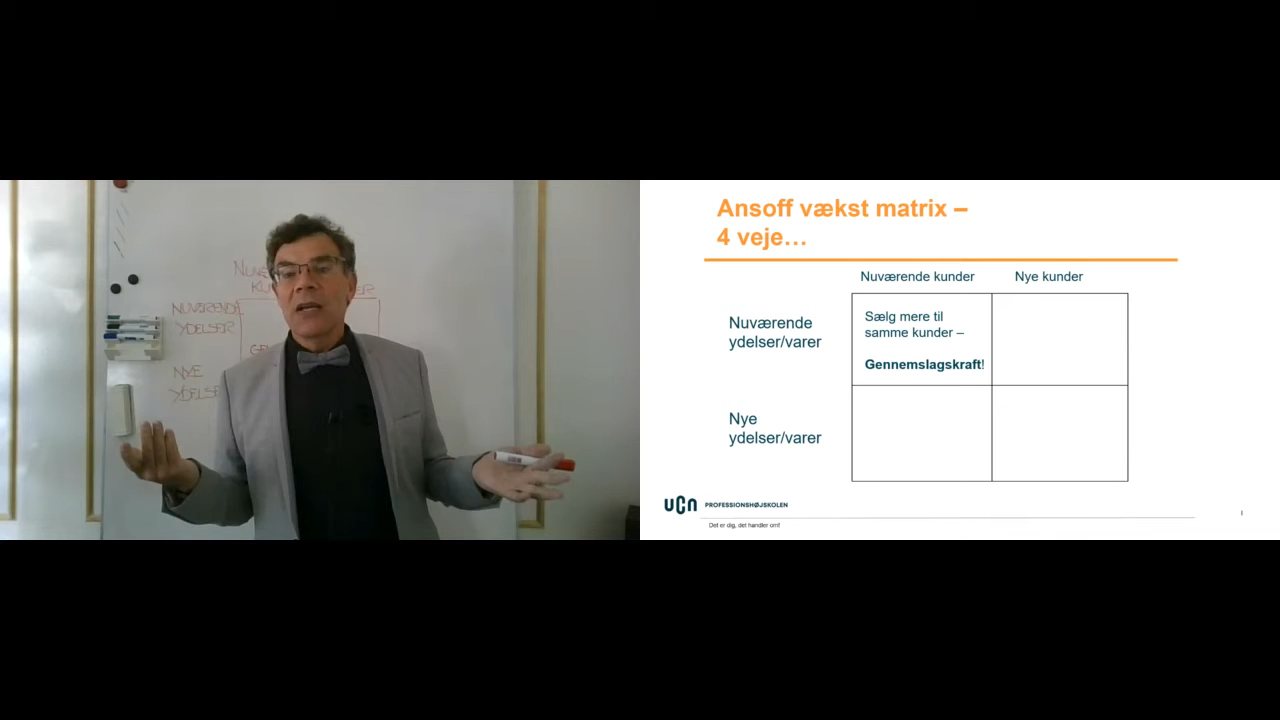 NUVÆRENDE
YDELSER
NYE
Ansoff vækst matrix –
4 veje…
Nuværende kunder
Nye kunder
Nuværende
ydelser/varer
Sælg mere til
samme kunder –
Gennemslagskraft!
Nye
ydelser/varer
UCN PROFESSIONSHØJSKOLEN
Det er dig, det handler om!